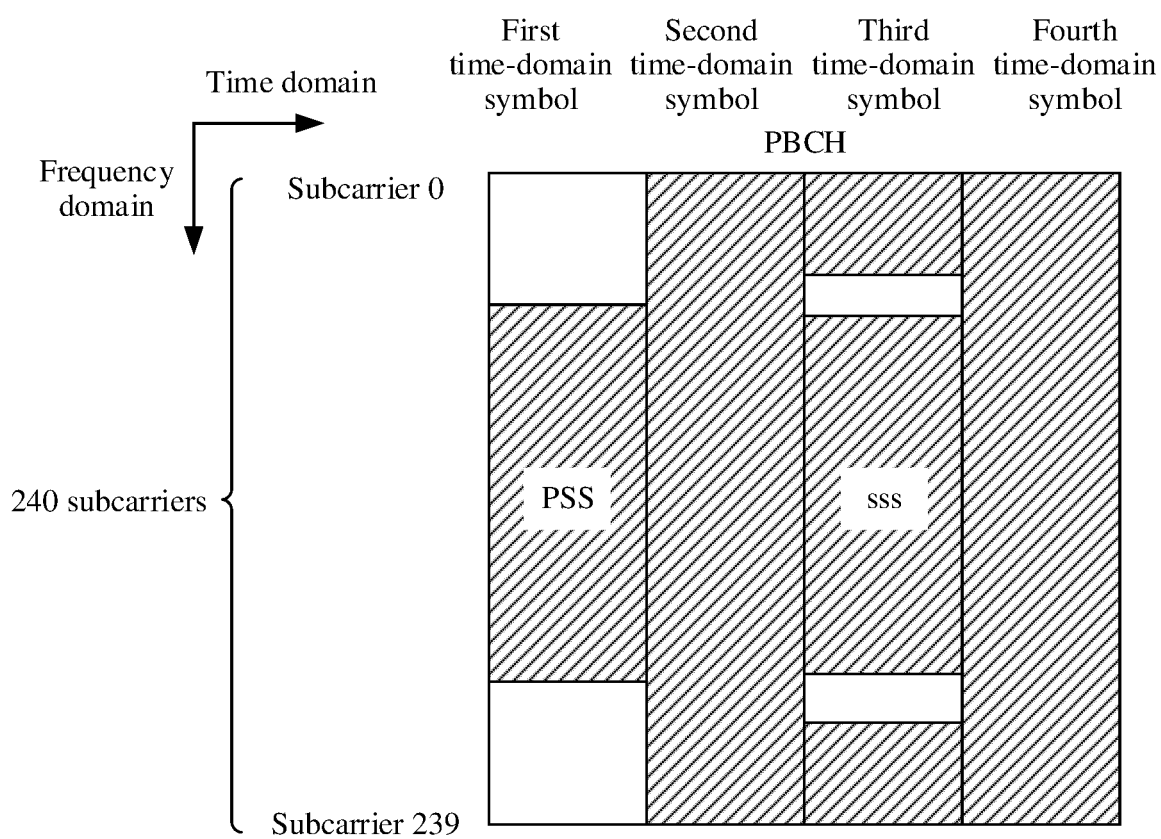 First
time-domain
symbol
Second
time-domain
symbol
Third
time-domain
symbol
Fourth
time-domain
symbol
Time domain
PBCH
Frequency
domain
Subcarrier 0
240 subcarriers
PSS
sss
Subcarrier 239